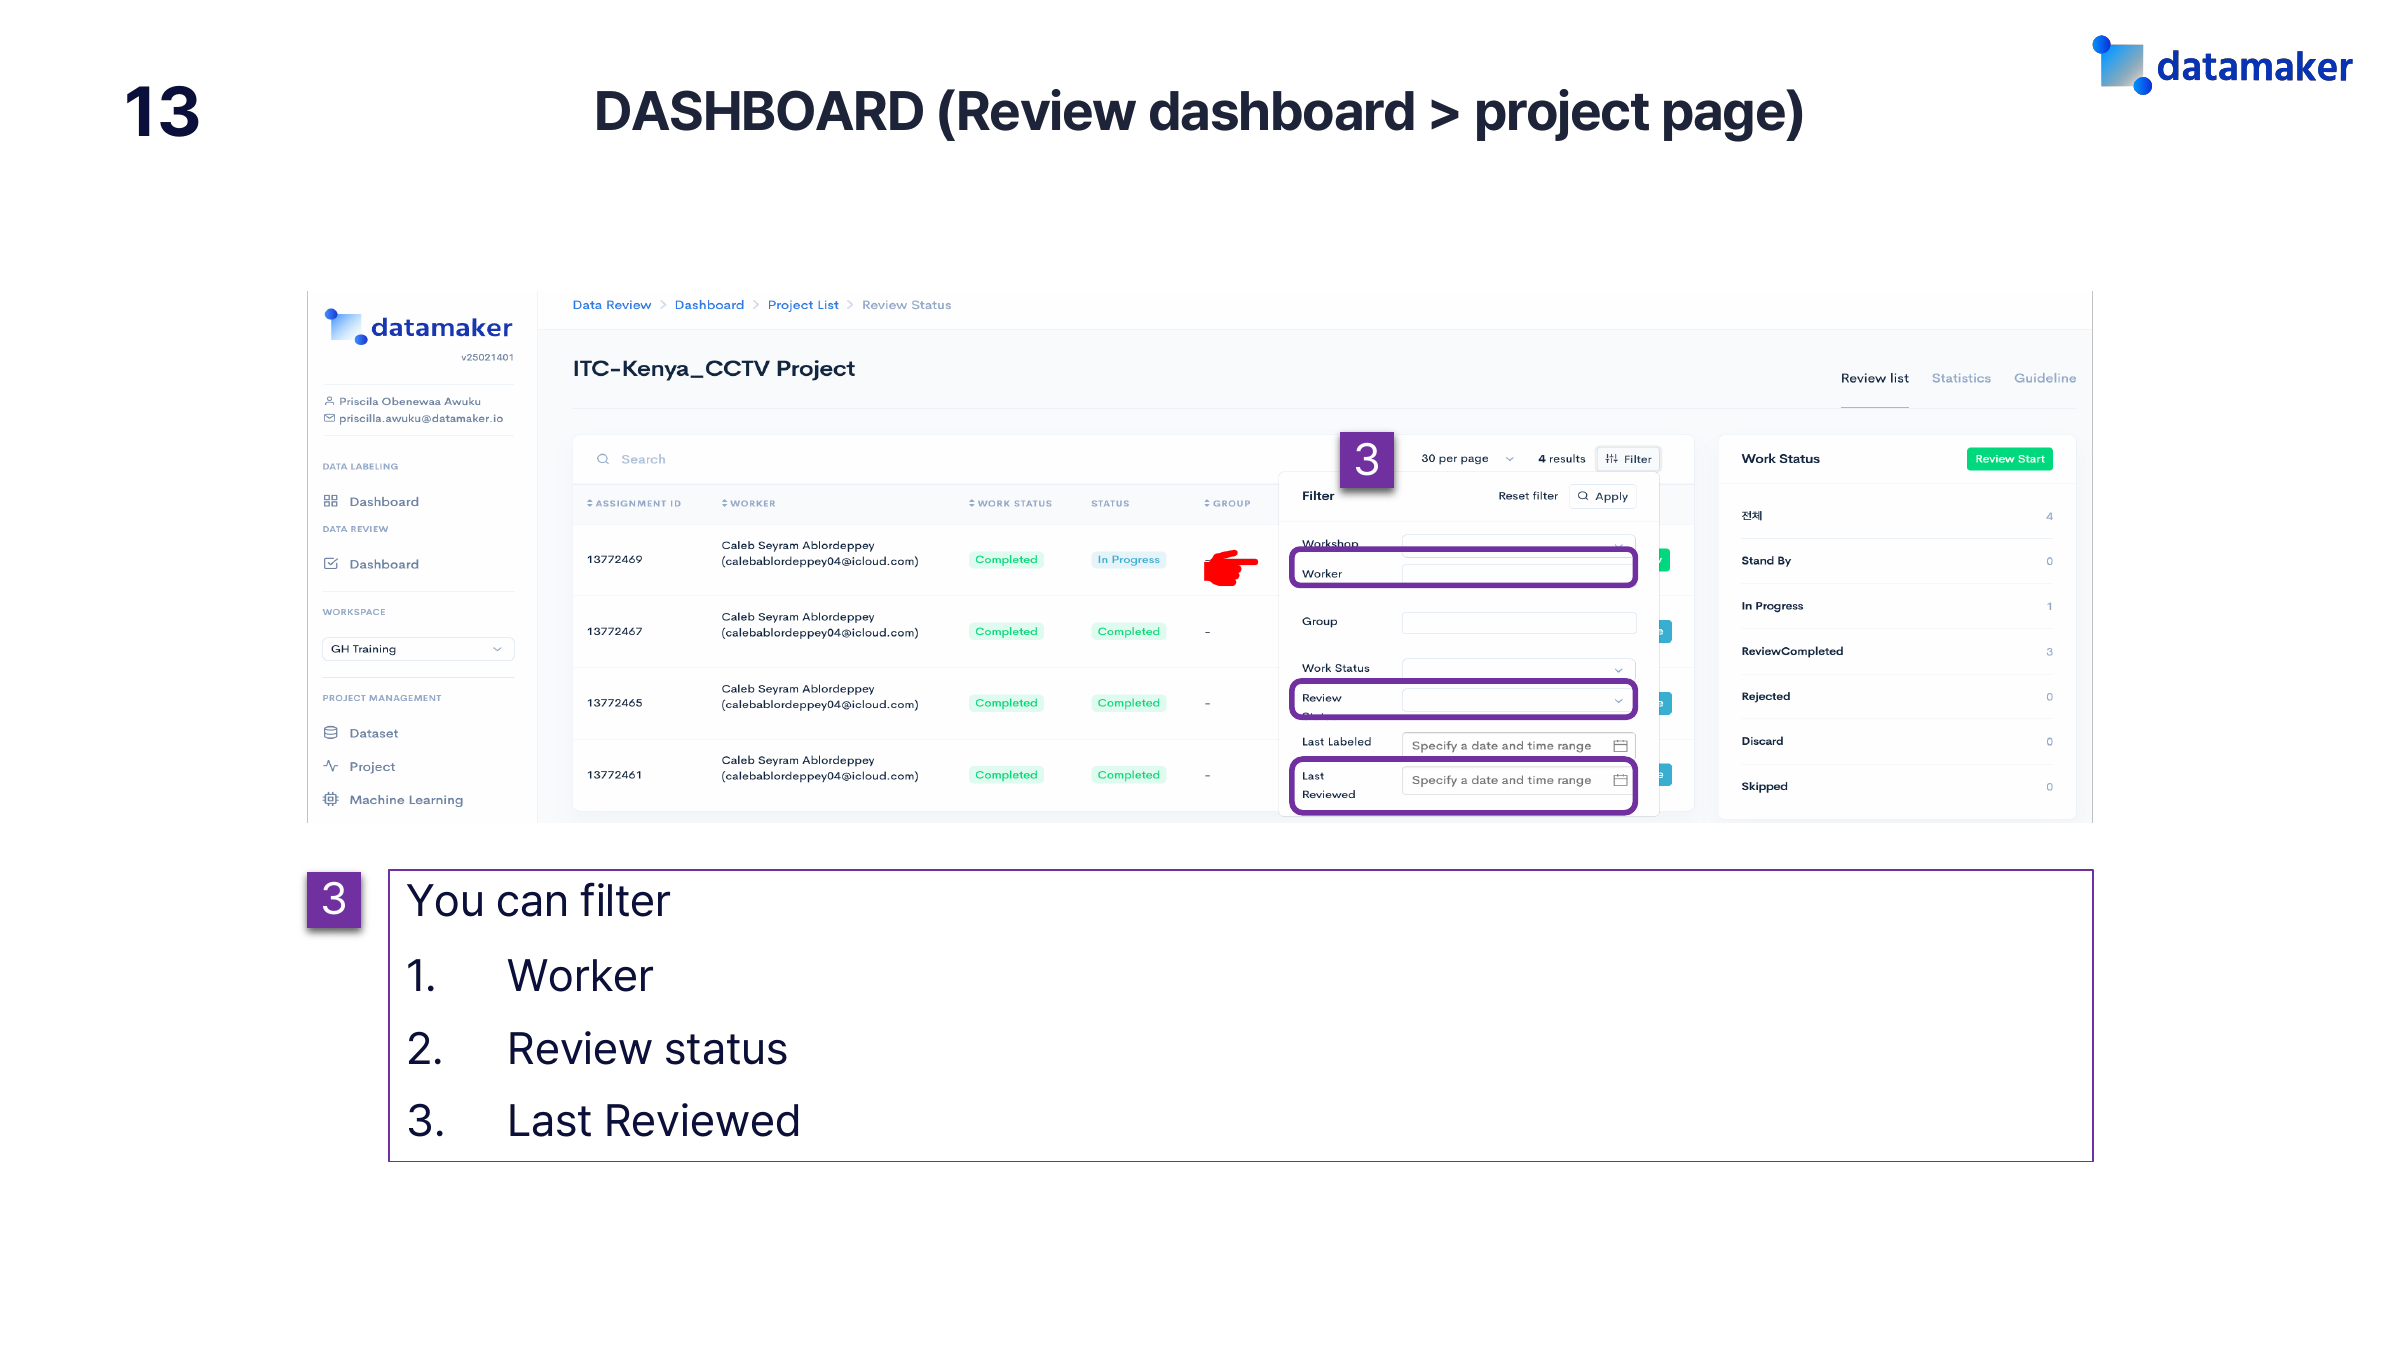 13
DASHBOARD (Review dashboard > project page)
datamaker
datamaker
v25021401
Priscila Obenewaa Awuku
priscilla.awuku@datamaker.io
DATA LABELING
Dashboard
DATA REVIEW
Dashboard
WORKSPACE
GH Training
PROJECT MANAGEMENT
Dataset
Project
Machine Learning
Data Review > Dashboard > Project List > Review Status
ITC-Kenya_CCTV Project
Review list Statistics Guideline
Search
3
30 per page 4 results Filter
ASSIGNMENT ID WORKER WORK STATUS STATUS GROUP
13772469 Caleb Seyram Ablordeppey
(calebablordeppey04@icloud.com) Completed In Progress
13772467 Caleb Seyram Ablordeppey
(calebablordeppey04@icloud.com) Completed Completed -
13772465 Caleb Seyram Ablordeppey
(calebablordeppey04@icloud.com) Completed Completed -
13772461 Caleb Seyram Ablordeppey
(calebablordeppey04@icloud.com) Completed Completed -
Filter Reset filter Apply
Workshop
Worker
Group
Work Status
Review
Last Labeled Specify a date and time range
Last
Reviewed Specify a date and time range
Work Status Review Start
전체 4
Stand By 0
In Progress 1
ReviewCompleted 3
Rejected 0
Discard 0
Skipped 0
3
You can filter
1. Worker
2. Review status
3. Last Reviewed